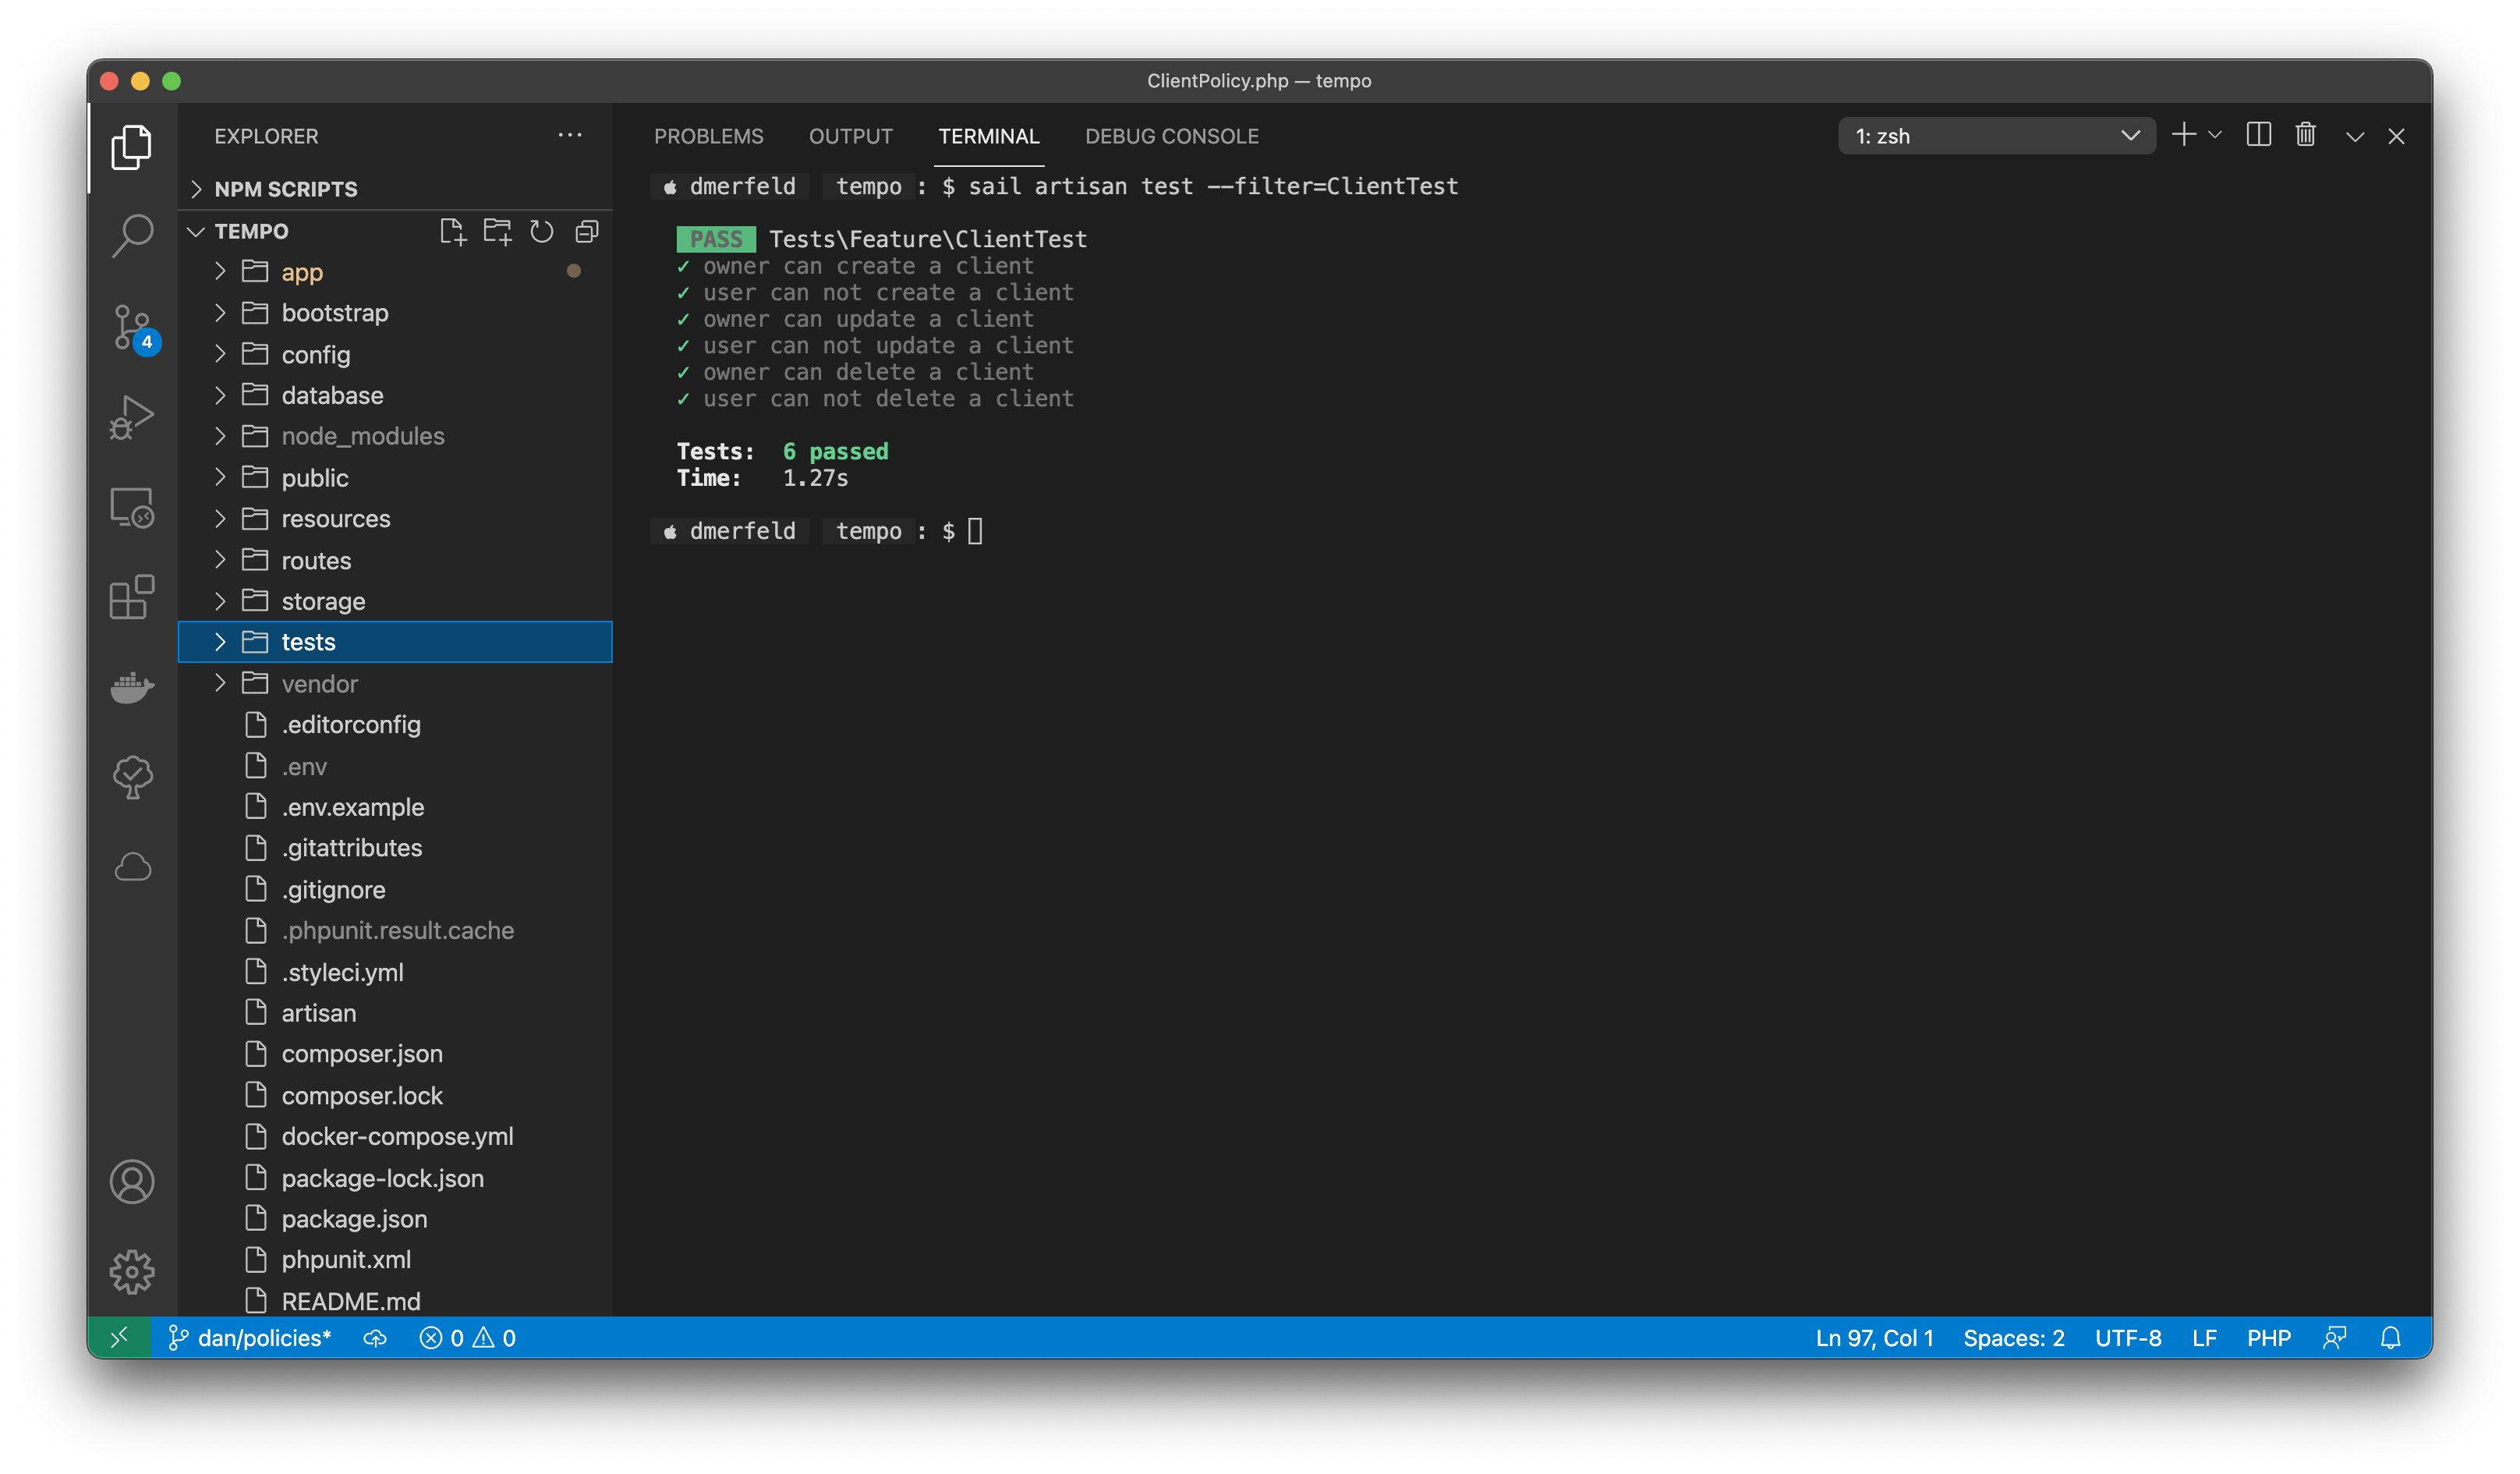 ClientPolicy.php — tempo
EXPLORER
NPM SCRIPTS
TEMPO
app
bootstrap
config
database
node_modules
public
resources
routes
storage
tests
vendor
.editorconfig
.env
.env.example
.gitattributes
.gitignore
.phpunit.result.cache
.styleci.yml
artisan
composer.json
composer.lock
docker-compose.yml
package-lock.json
package.json
phpunit.xml
README.md
4
PROBLEMS OUTPUT TERMINAL DEBUG CONSOLE 1: zsh
dmerfeld tempo : $ sail artisan test --filter=ClientTest
PASS Tests\Feature\ClientTest
✓ owner can create a client
✓ user can not create a client
✓ owner can update a client
✓ user can not update a client
✓ owner can delete a client
✓ user can not delete a client
Tests: 6 passed
Time: 1.27s
dmerfeld tempo : $
dan/policies* 0 0 Ln 97, Col 1 Spaces: 2 UTF-8 LF PHP